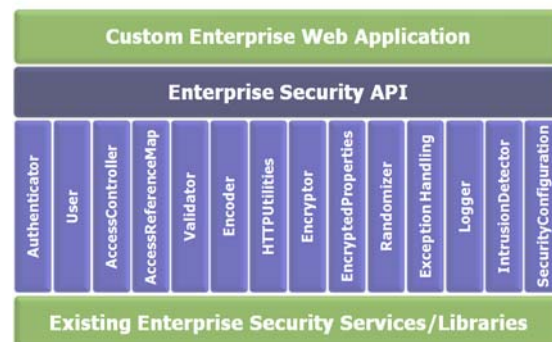 Custom Enterprise Web Application
Enterprise Security API
Authenticator
User
AccessController
AccessReferenceMap
Validator
Encoder
HTTPUtilities
Encryptor
EncryptedProperties
Randomizer
Exception Handling
Logger
IntrusionDetector
SecurityConfiguration
Existing Enterprise Security Services/Libraries